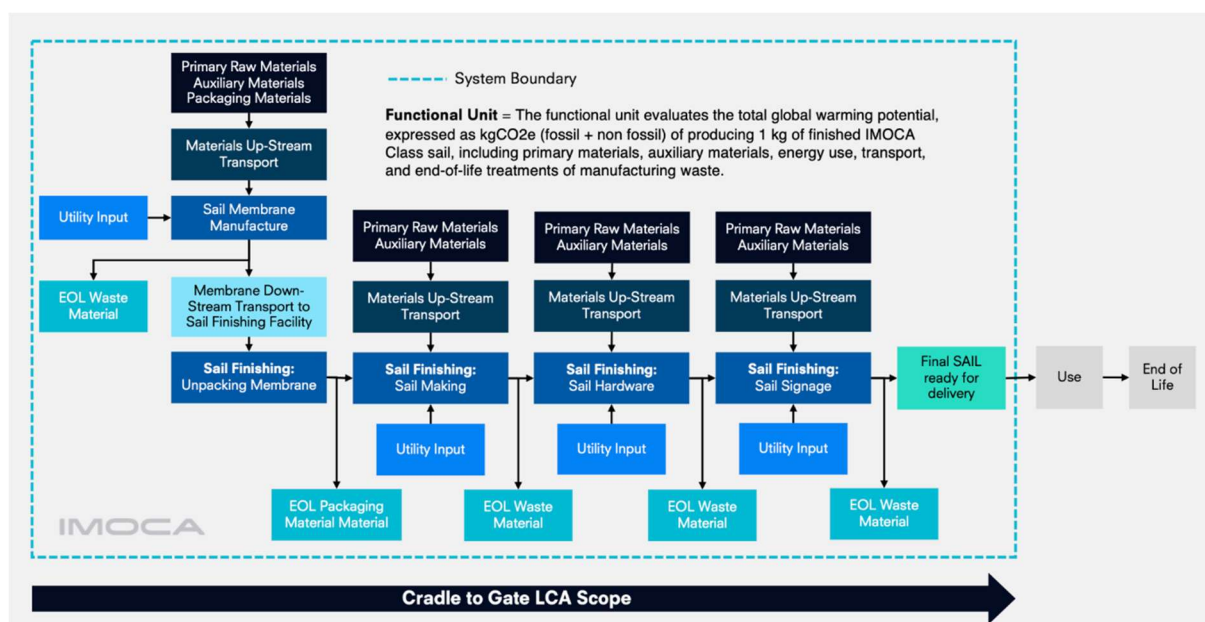 Primary Raw Materials
Auxiliary Materials
Packaging Materials
System Boundary
Functional Unit = The functional unit evaluates the total global warming potential,
expressed as kgCO2e (fossil + non fossil) of producing 1 kg of finished IMOCA
Class sail, including primary materials, auxiliary materials, energy use, transport,
and end-of-life treatments of manufacturing waste.
Materials Up-Stream
Transport
Utility Input
Sail Membrane
Manufacture
EOL Waste
Material
Membrane Down-
Stream Transport to
Sail Finishing Facility
Primary Raw Materials
Auxiliary Materials
Primary Raw Materials
Auxiliary Materials
Primary Raw Materials
Auxiliary Materials
Materials Up-Stream
Transport
Materials Up-Stream
Transport
Materials Up-Stream
Transport
Sail Finishing:
Unpacking Membrane
Sail Finishing:
Sail Making
Sail Finishing:
Sail Hardware
Sail Finishing:
Sail Signage
Final SAIL
ready for
delivery
Use
End of
Life
Utility Input
Utility Input
Utility Input
EOL Packaging
Material Material
EOL Waste
Material
EOL Waste
Material
EOL Waste
Material
IMOCA
Cradle to Gate LCA Scope